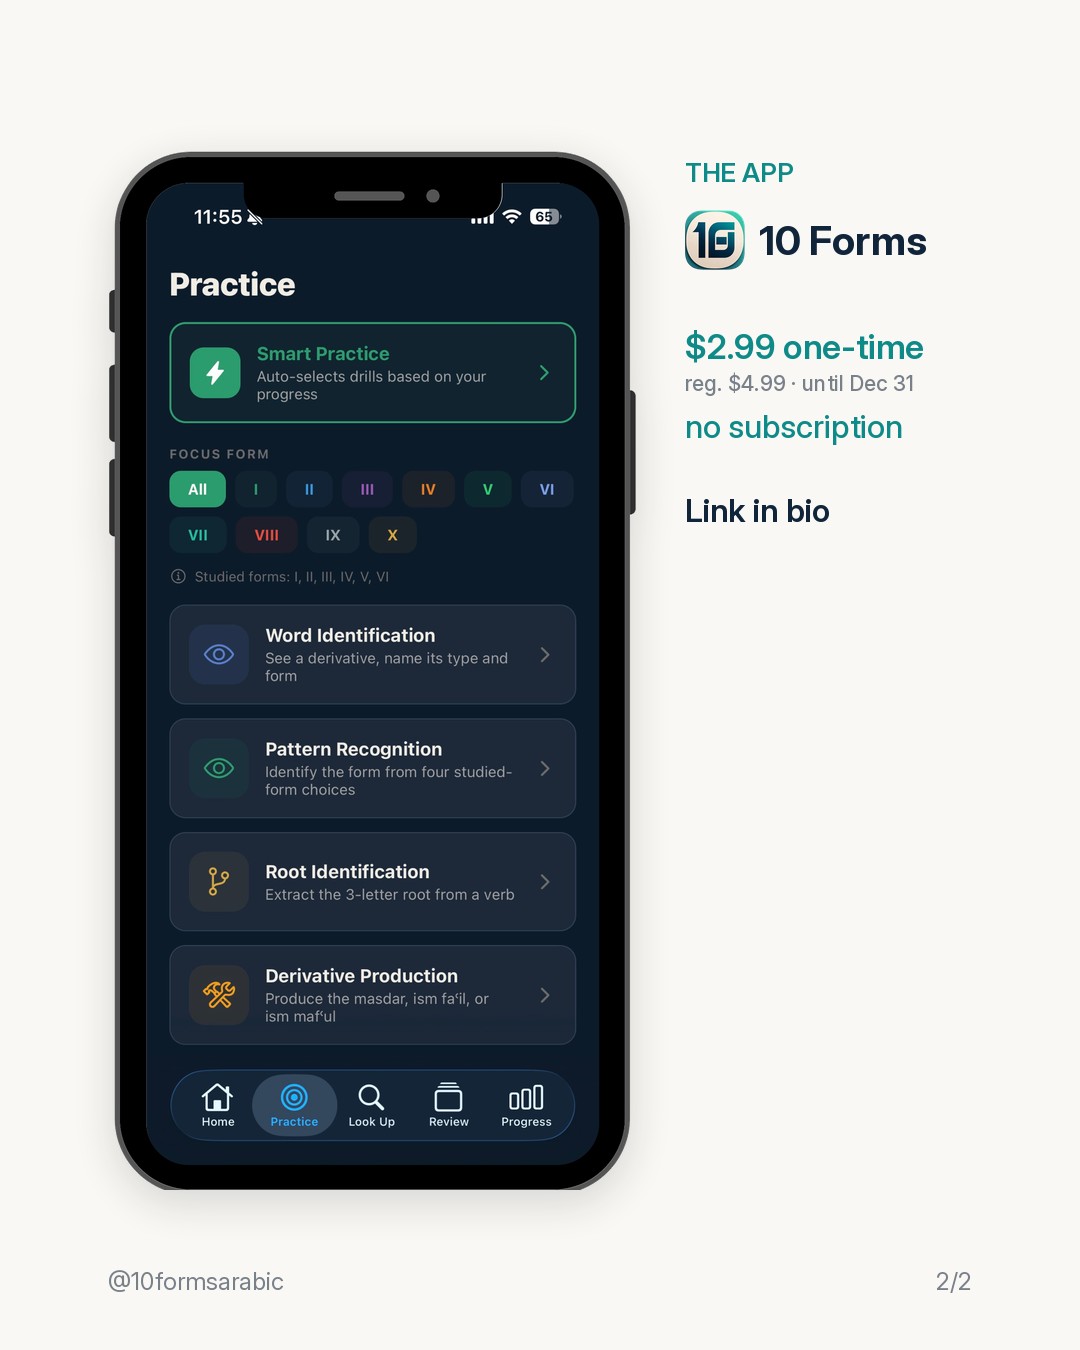 THE APP
10 Forms
$2.99 one-time
reg. $4.99 · until Dec 31
no subscription
Link in bio
11:55
65
Practice
Smart Practice
Auto-selects drills based on your
progress
FOCUS FORM
All I II III IV V VI
VII VIII IX X
Studied forms: I, II, III, IV, V, VI
Word Identification
See a derivative, name its type and
form
Pattern Recognition
Identify the form from four studied-
form choices
Root Identification
Extract the 3-letter root from a verb
Derivative Production
Produce the masdar, ism faʿil, or
ism mafʿul
Home Practice Look Up Review Progress
@10formsarabic
2/2